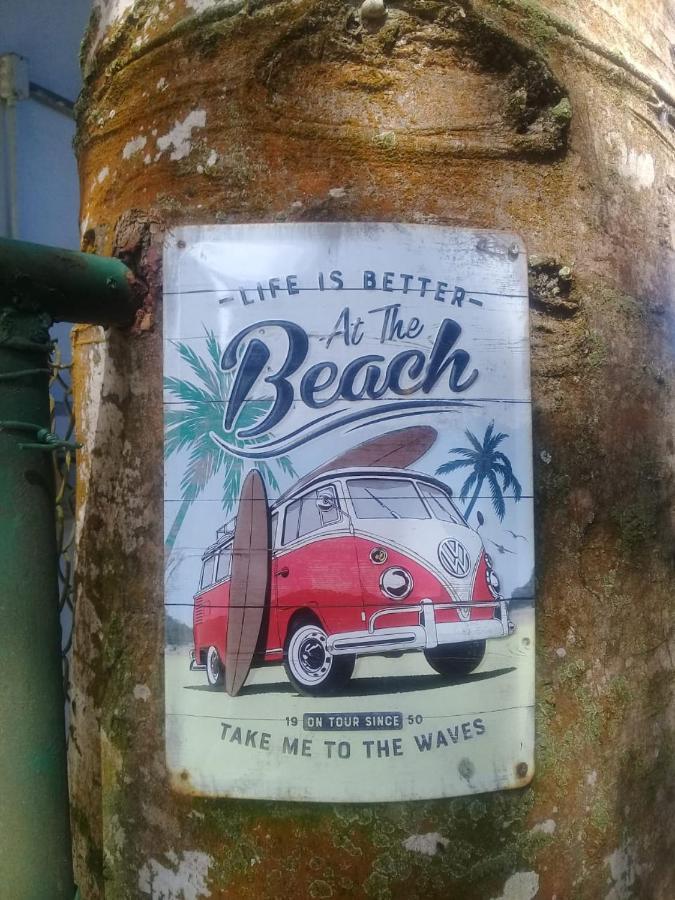 LIFE IS BETTER
At The
Beach
19 ON TOUR SINCE 50
TAKE ME TO THE WAVES